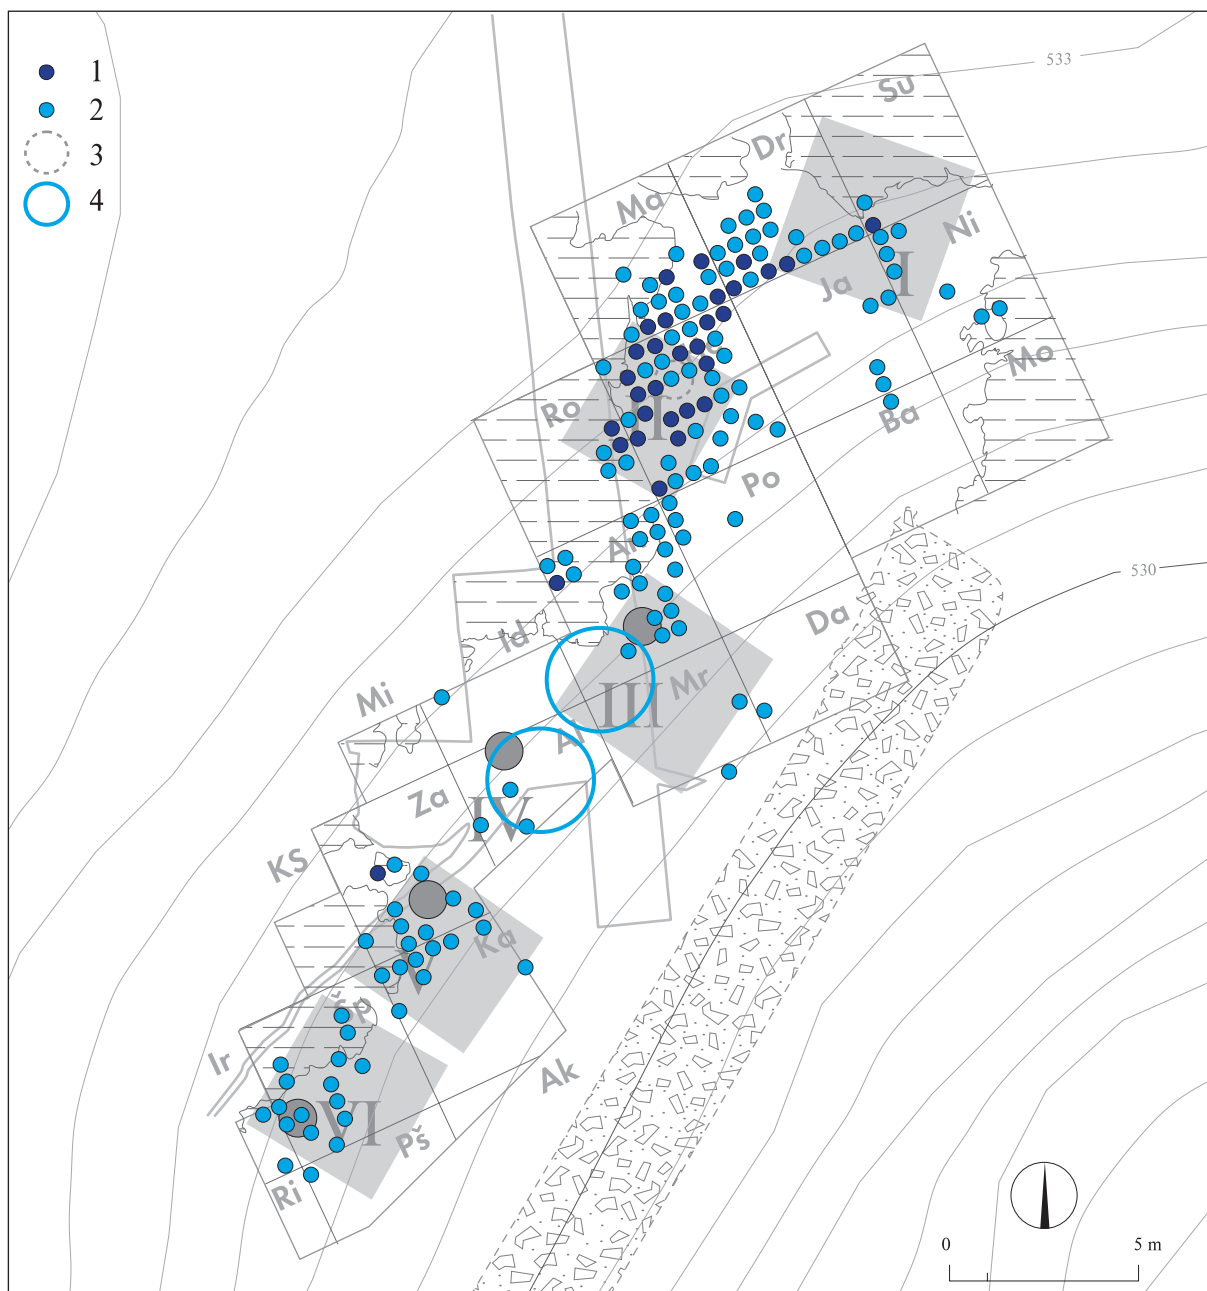 1
2
3
4
533
Su
Dr
Ma
Ni
I
Ja
Mo
Ro
II
Ba
Po
Ar
530
Id
Da
Mi
Mr
III
Al
Za
IV
KS
Ka
V
Šp
Ir
Ak
VI
Pš
Ri
0
5 m